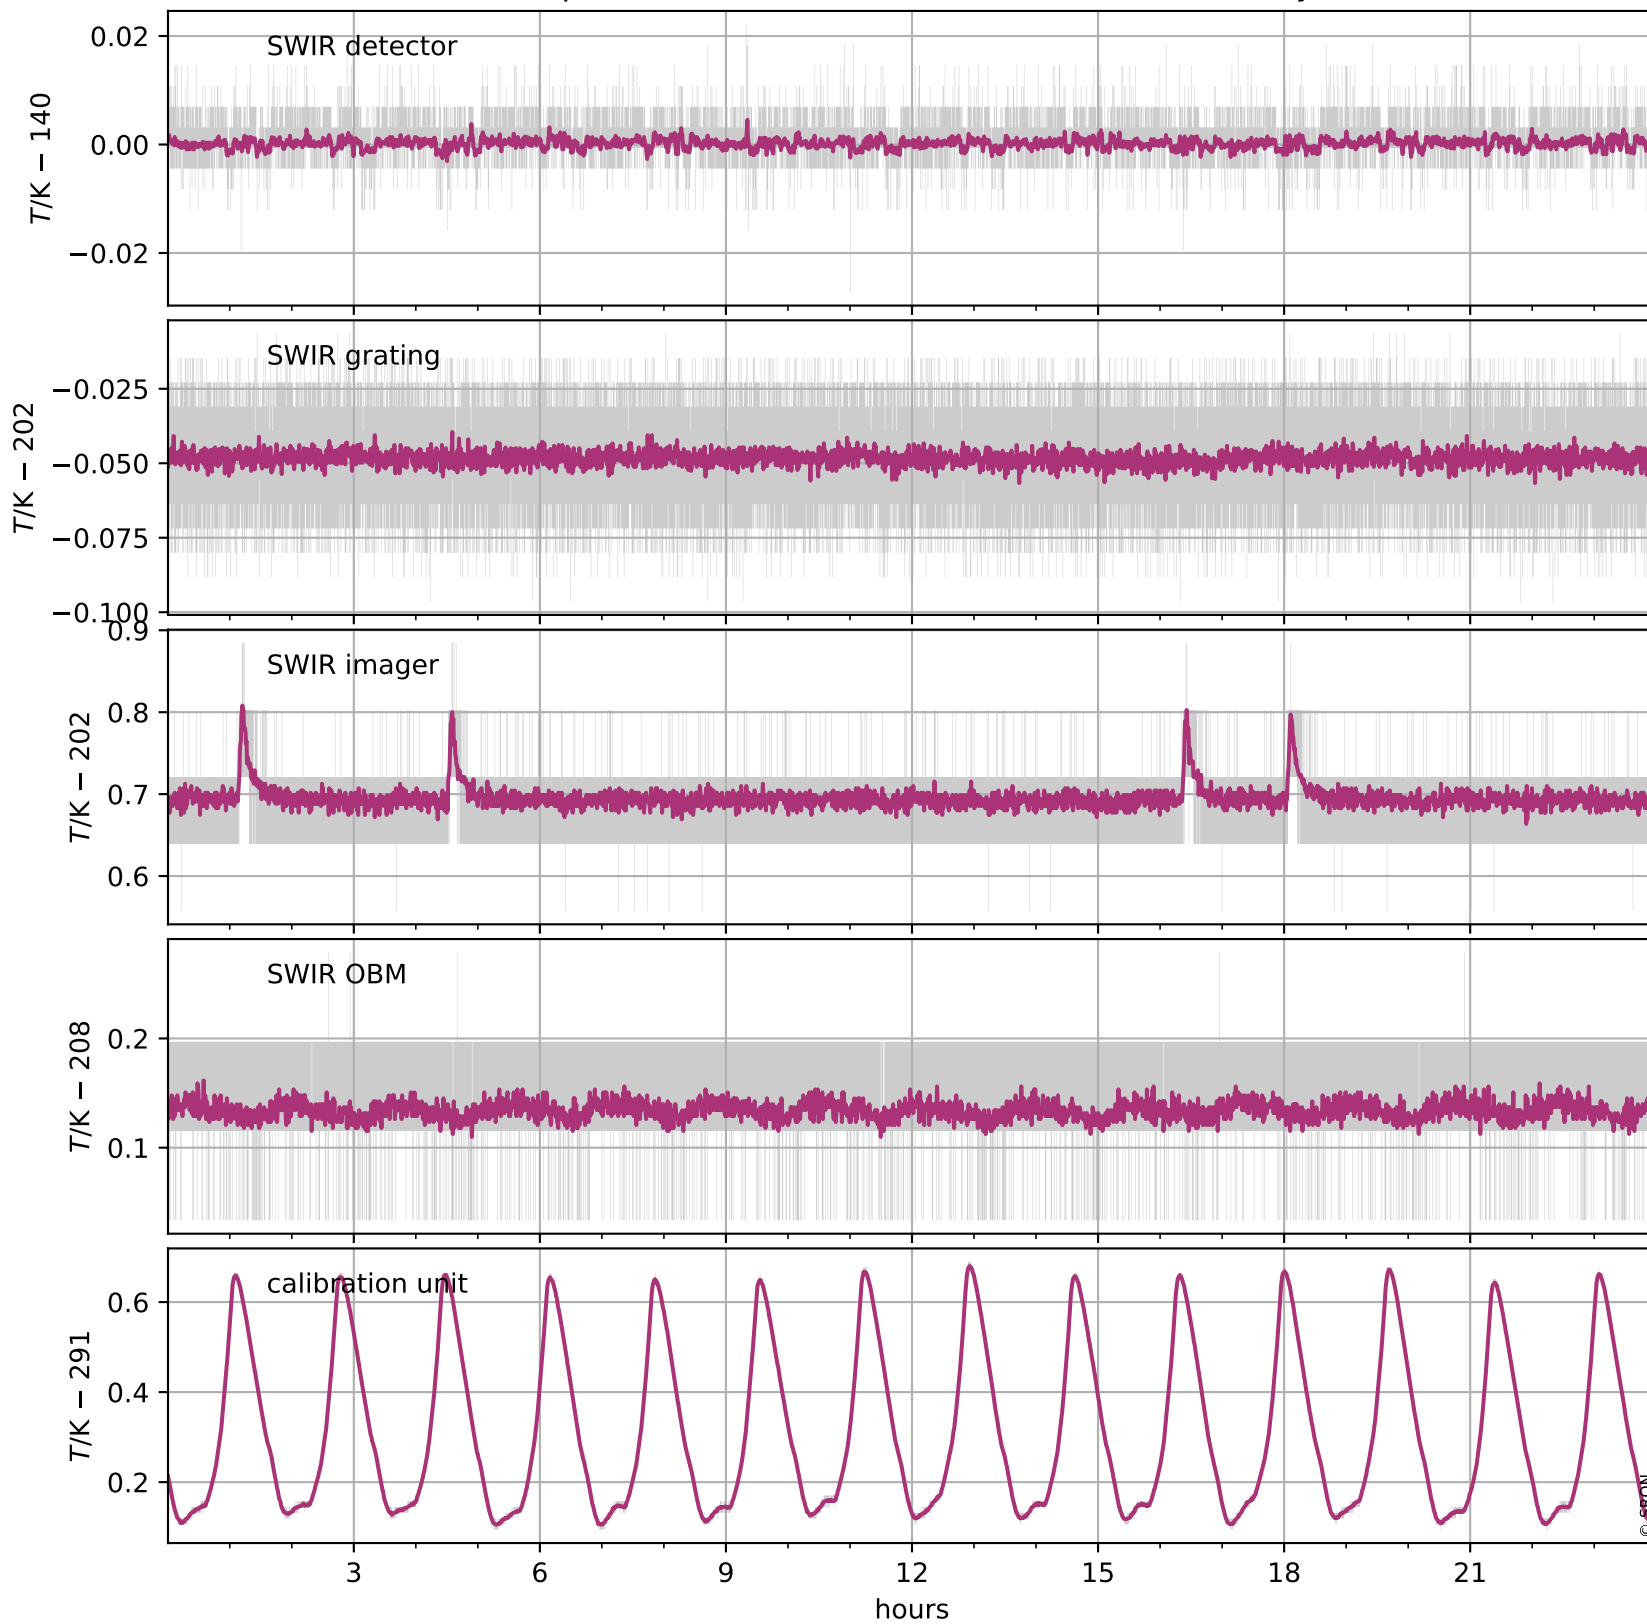 SWIR detector
T/K − 140
0.02
0.00
−0.02
SWIR grating
T/K − 202
−0.025
−0.050
−0.075
−0.100
SWIR imager
T/K − 202
0.9
0.8
0.7
0.6
SWIR OBM
T/K − 208
0.2
0.1
calibration unit
T/K − 291
0.6
0.4
0.2
3 6 9 12 15 18 21
hours
© SRON